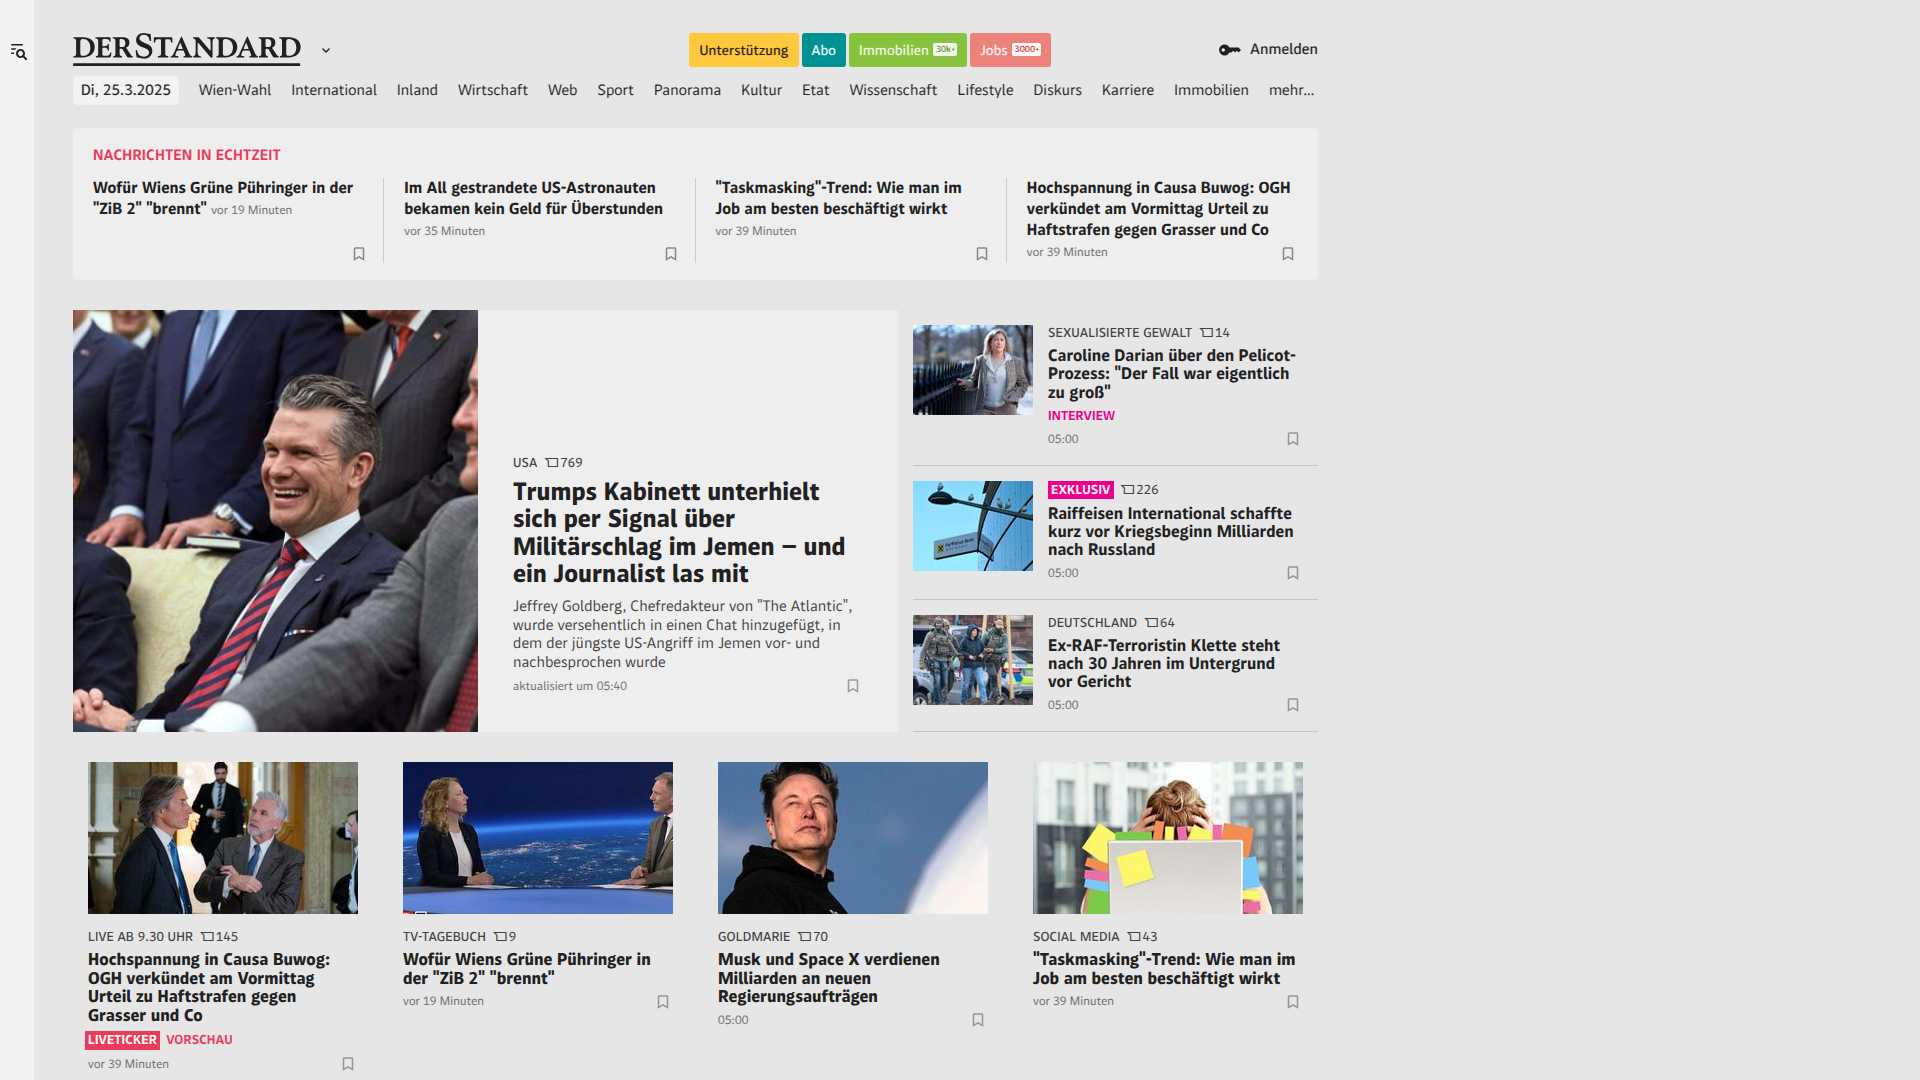 DERSTANDARD
Unterstützung
Abo
Immobilien 30k+
Jobs 3000+
Anmelden
Di, 25.3.2025
Wien-Wahl
International
Inland
Wirtschaft
Web
Sport
Panorama
Kultur
Etat
Wissenschaft
Lifestyle
Diskurs
Karriere
Immobilien
mehr...
NACHRICHTEN IN ECHTZEIT
Wofür Wiens Grüne Pühringer in der
"ZiB 2" "brennt" vor 19 Minuten
Im All gestrandete US-Astronauten
bekamen kein Geld für Überstunden
vor 35 Minuten
"Taskmasking"-Trend: Wie man im
Job am besten beschäftigt wirkt
vor 39 Minuten
Hochspannung in Causa Buwog: OGH
verkündet am Vormittag Urteil zu
Haftstrafen gegen Grasser und Co
vor 39 Minuten
USA 769
Trumps Kabinett unterhielt
sich per Signal über
Militärschlag im Jemen – und
ein Journalist las mit
Jeffrey Goldberg, Chefredakteur von "The Atlantic",
wurde versehentlich in einen Chat hinzugefügt, in
dem der jüngste US-Angriff im Jemen vor- und
nachbesprochen wurde
aktualisiert um 05:40
SEXUALISIERTE GEWALT 14
Caroline Darian über den Pelicot-
Prozess: "Der Fall war eigentlich
zu groß"
INTERVIEW
05:00
EXKLUSIV 226
Raiffeisen International schaffte
kurz vor Kriegsbeginn Milliarden
nach Russland
05:00
DEUTSCHLAND 64
Ex-RAF-Terroristin Klette steht
nach 30 Jahren im Untergrund
vor Gericht
05:00
LIVE AB 9.30 UHR 145
Hochspannung in Causa Buwog:
OGH verkündet am Vormittag
Urteil zu Haftstrafen gegen
Grasser und Co
LIVETICKER VORSCHAU
vor 39 Minuten
TV-TAGEBUCH 9
Wofür Wiens Grüne Pühringer in
der "ZiB 2" "brennt"
vor 19 Minuten
GOLDMARIE 70
Musk und Space X verdienen
Milliarden an neuen
Regierungsaufträgen
05:00
SOCIAL MEDIA 43
"Taskmasking"-Trend: Wie man im
Job am besten beschäftigt wirkt
vor 39 Minuten